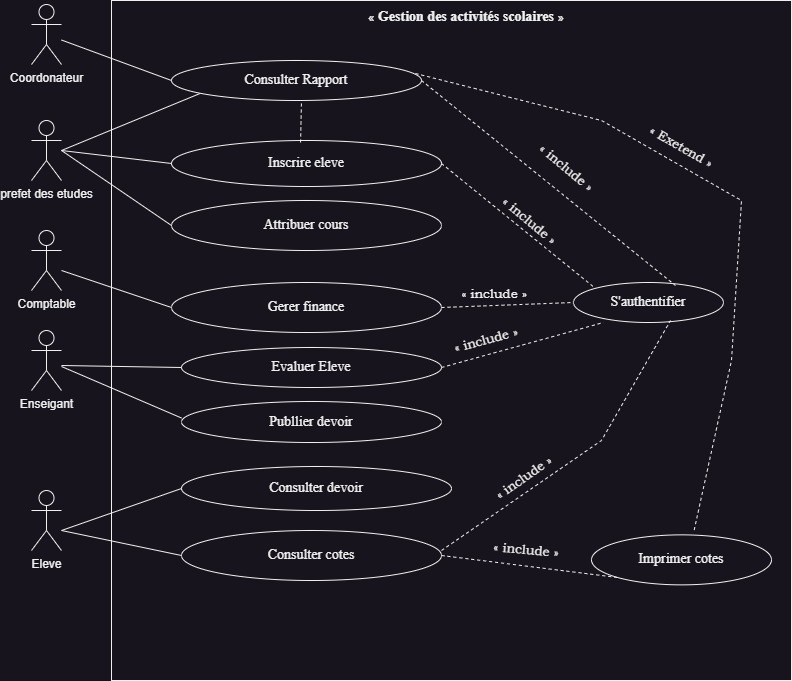 « Gestion des activités scolaires »
Coordonateur
Consulter Rapport
« Exetend »
« include »
prefet des etudes
Inscrire eleve
« include »
Attribuer cours
Comptable
Gerer finance
« include »
S'authentifier
« include »
Evaluer Eleve
Enseigant
Publlier devoir
« include »
Consulter devoir
Eleve
Consulter cotes
« include »
Imprimer cotes